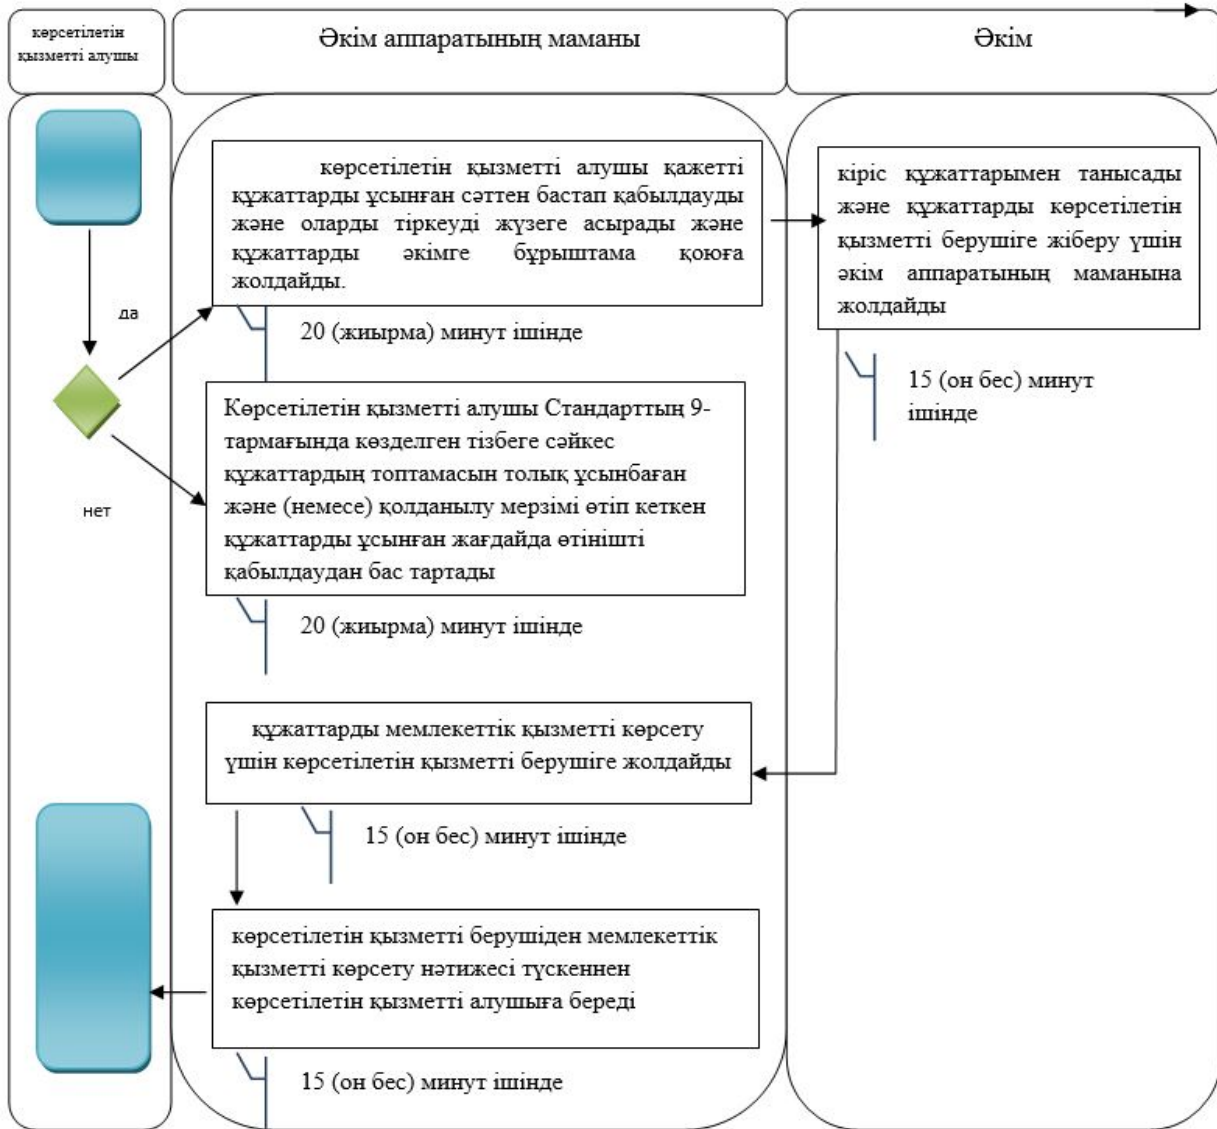 көрсетілетін
қызметті алушы
Әкім аппаратының маманы
Әкім
көрсетілетін қызметті алушы қажетті
құжаттарды ұсынған сәттен бастап қабылдауды
және оларды тіркеуді жүзеге асырады және
құжаттарды әкімге бұрыштама қоюға
жолдайды.
20 (жиырма) минут ішінде
кіріс құжаттарымен танысады
және құжаттарды көрсетілетін
қызметті берушіге жіберу үшін
әкім аппаратының маманына
жолдайды
15 (он бес) минут
ішінде
да
нет
Көрсетілетін қызметті алушы Стандарттың 9-
тармағында көзделген тізбеге сәйкес
құжаттардың топтамасын толық ұсынбаған
және (немесе) қолданылу мерзімі өтіп кеткен
құжаттарды ұсынған жағдайда өтінішті
қабылдаудан бас тартады
20 (жиырма) минут ішінде
құжаттарды мемлекеттік қызметті көрсету
үшін көрсетілетін қызметті берушіге жолдайды
15 (он бес) минут ішінде
көрсетілетін қызметті берушіден мемлекеттік
қызметті көрсету нәтижесі түскеннен
көрсетілетін қызметті алушыға береді
15 (он бес) минут ішінде